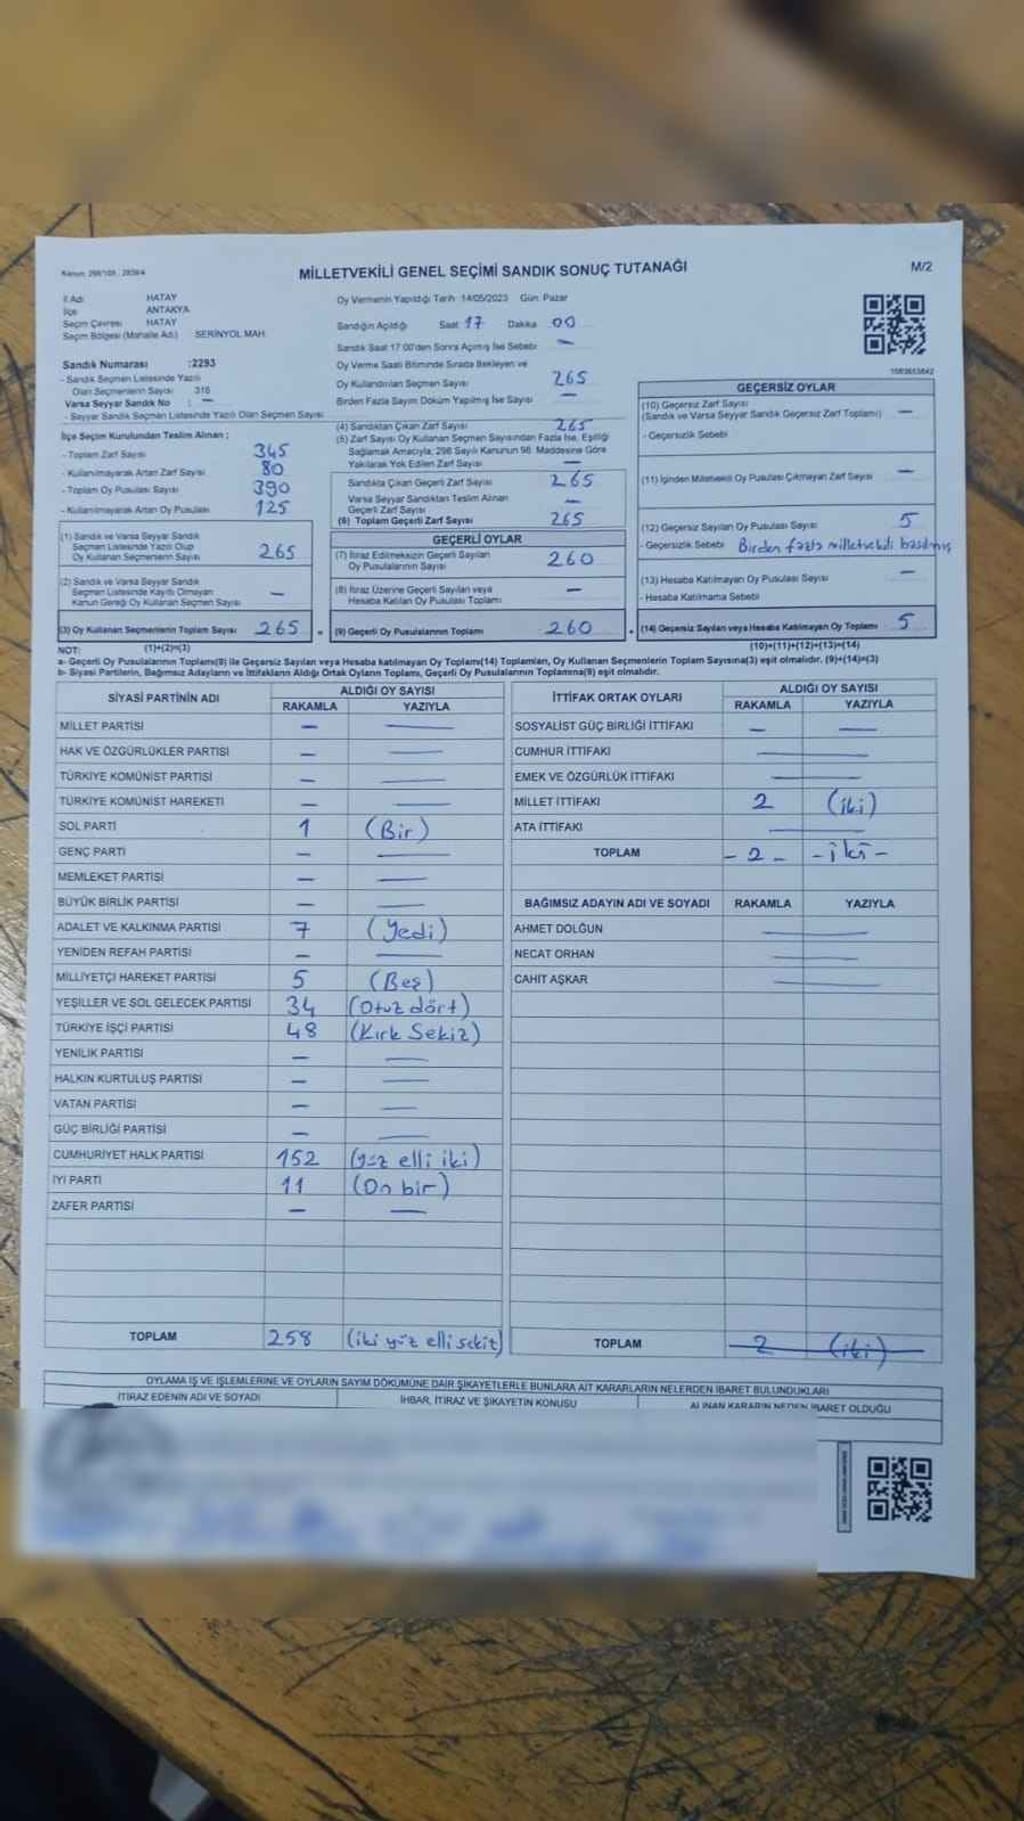 Kanun: 298/105, 2839/4
MİLLETVEKİLİ GENEL SEÇİMİ SANDIK SONUÇ TUTANAĞI
M/2
İl Adı HATAY
İlçe ANTAKYA
Seçim Çevresi HATAY
Seçim Bölgesi (Mahalle Adı) SERİNYOL MAH.
Sandık Numarası :2293
- Sandık Seçmen Listesinde Yazılı
Olan Seçmenlerin Sayısı 316
Varsa Seyyar Sandık No : —
- Seyyar Sandık Seçmen Listesinde Yazılı Olan Seçmen Sayısı
İlçe Seçim Kurulundan Teslim Alınan ;
- Toplam Zarf Sayısı 345
- Kullanılmayarak Artan Zarf Sayısı 80
- Toplam Oy Pusulası Sayısı 390
- Kullanılmayarak Artan Oy Pusulası 125
(1) Sandık ve Varsa Seyyar Sandık
Seçmen Listesinde Yazılı Olup
Oy Kullanan Seçmenlerin Sayısı 265
(2) Sandık ve Varsa Seyyar Sandık
Seçmen Listesinde Kayıtlı Olmayan
Kanun Gereği Oy Kullanan Seçmen Sayısı —
(3) Oy Kullanan Seçmenlerin Toplam Sayısı 265
Oy Vermenin Yapıldığı Tarih 14/05/2023 Gün: Pazar
Sandığın Açıldığı Saat 17 Dakika 00
Sandık Saat 17:00'den Sonra Açılmış İse Sebebi —
Oy Verme Saati Bitiminde Sırada Bekleyen ve
Oy Kullandırılan Seçmen Sayısı 265
Birden Fazla Sayım Döküm Yapılmış İse Sayısı —
(4) Sandıktan Çıkan Zarf Sayısı 265
(5) Zarf Sayısı Oy Kullanan Seçmen Sayısından Fazla İse, Eşitliği
Sağlamak Amacıyla, 298 Sayılı Kanunun 98. Maddesine Göre
Yakılarak Yok Edilen Zarf Sayısı —
Sandıkta Çıkan Geçerli Zarf Sayısı 265
Varsa Seyyar Sandıktan Teslim Alınan
Geçerli Zarf Sayısı —
(6) Toplam Geçerli Zarf Sayısı 265
GEÇERLİ OYLAR
(7) İtiraz Edilmeksizin Geçerli Sayılan
Oy Pusulalarının Sayısı 260
(8) İtiraz Üzerine Geçerli Sayılan veya
Hesaba Katılan Oy Pusulası Toplamı —
(9) Geçerli Oy Pusulalarının Toplamı 260
GEÇERSİZ OYLAR
(10) Geçersiz Zarf Sayısı
(Sandık ve Varsa Seyyar Sandık Geçersiz Zarf Toplamı) —
- Geçersizlik Sebebi
(11) İçinden Milletvekili Oy Pusulası Çıkmayan Zarf Sayısı —
(12) Geçersiz Sayılan Oy Pusulası Sayısı 5
- Geçersizlik Sebebi Birden fazla milletvekili basılmış
(13) Hesaba Katılmayan Oy Pusulası Sayısı —
- Hesaba Katılmama Sebebi
(14) Geçersiz Sayılan veya Hesaba Katılmayan Oy Toplamı 5
NOT: (1)+(2)=(3) (10)+(11)+(12)+(13)=(14)
a- Geçerli Oy Pusulalarının Toplamı(9) ile Geçersiz Sayılan veya Hesaba katılmayan Oy Toplamı(14) Toplamları, Oy Kullanan Seçmenlerin Toplam Sayısına(3) eşit olmalıdır. (9)+(14)=(3)
b- Siyasi Partilerin, Bağımsız Adayların ve İttifakların Aldığı Ortak Oyların Toplamı, Geçerli Oy Pusulalarının Toplamına(9) eşit olmalıdır.
SİYASİ PARTİNİN ADI ALDIĞI OY SAYISI
RAKAMLA YAZIYLA
MİLLET PARTİSİ — —
HAK VE ÖZGÜRLÜKLER PARTİSİ — —
TÜRKİYE KOMÜNİST PARTİSİ — —
TÜRKİYE KOMÜNİST HAREKETİ — —
SOL PARTİ 1 (Bir)
GENÇ PARTİ — —
MEMLEKET PARTİSİ — —
BÜYÜK BİRLİK PARTİSİ — —
ADALET VE KALKINMA PARTİSİ 7 (Yedi)
YENİDEN REFAH PARTİSİ — —
MİLLİYETÇİ HAREKET PARTİSİ 5 (Beş)
YEŞİLLER VE SOL GELECEK PARTİSİ 34 (Otuz dört)
TÜRKİYE İŞÇİ PARTİSİ 48 (Kırk Sekiz)
YENİLİK PARTİSİ — —
HALKIN KURTULUŞ PARTİSİ — —
VATAN PARTİSİ — —
GÜÇ BİRLİĞİ PARTİSİ — —
CUMHURİYET HALK PARTİSİ 152 (yüz elli iki)
İYİ PARTİ 11 (On bir)
ZAFER PARTİSİ — —
TOPLAM 258 (iki yüz elli sekiz)
İTTİFAK ORTAK OYLARI ALDIĞI OY SAYISI
RAKAMLA YAZIYLA
SOSYALİST GÜÇ BİRLİĞİ İTTİFAKI — —
CUMHUR İTTİFAKI —
EMEK VE ÖZGÜRLÜK İTTİFAKI —
MİLLET İTTİFAKI 2 (iki)
ATA İTTİFAKI —
TOPLAM - 2 - - iki -
BAĞIMSIZ ADAYIN ADI VE SOYADI RAKAMLA YAZIYLA
AHMET DOLĞUN —
NECAT ORHAN —
CAHİT AŞKAR —
TOPLAM 2 (iki)
OYLAMA İŞ VE İŞLEMLERİNE VE OYLARIN SAYIM DÖKÜMÜNE DAİR ŞİKAYETLERLE BUNLARA AİT KARARLARIN NELERDEN İBARET BULUNDUKLARI
İTİRAZ EDENİN ADI VE SOYADI İHBAR, İTİRAZ VE ŞİKAYETİN KONUSU ALINAN KARARIN NEDEN İBARET OLDUĞU